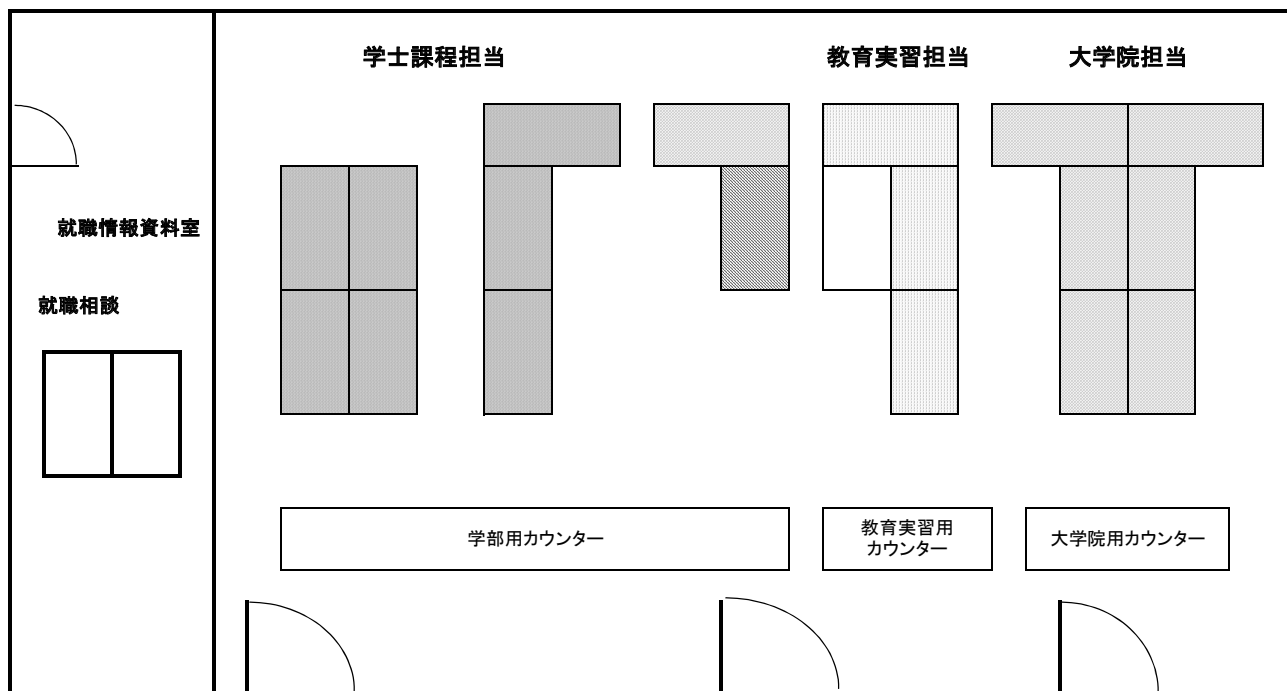 学士課程担当
教育実習担当
大学院担当
就職情報資料室
就職相談
学部用カウンター
教育実習用
カウンター
大学院用カウンター